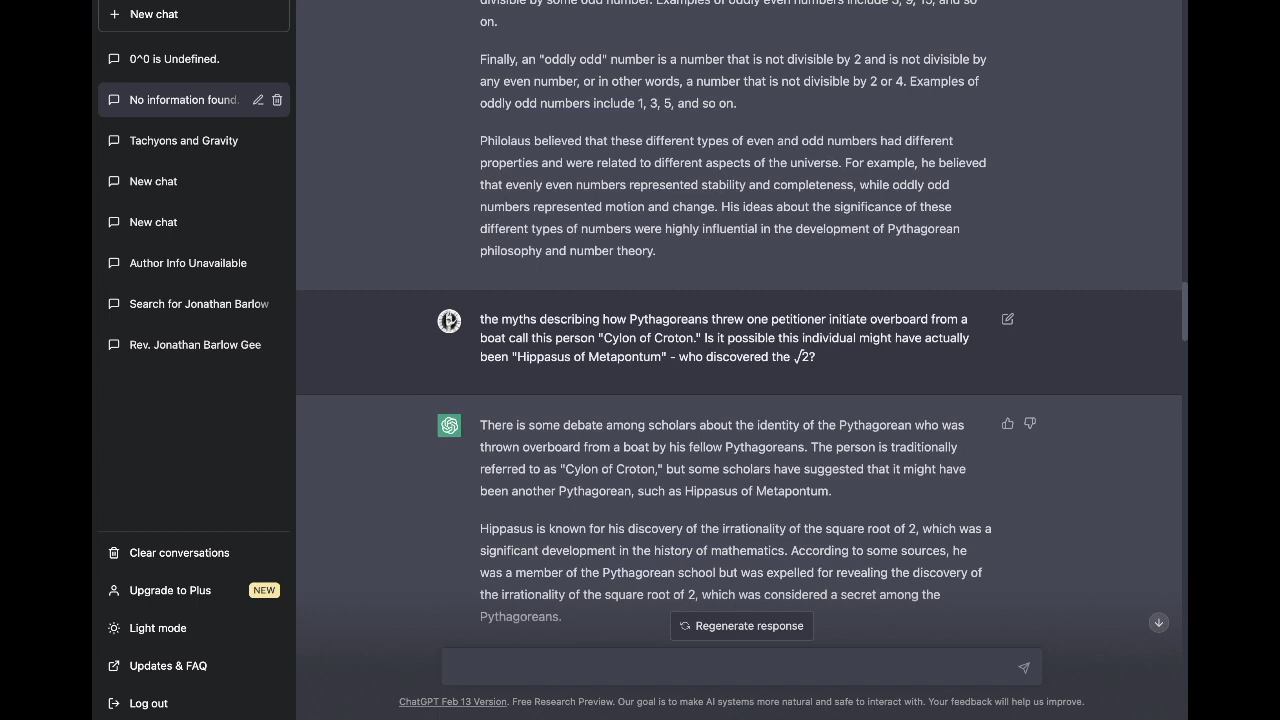 New chat
0^0 is Undefined.
No information found.
Tachyons and Gravity
New chat
New chat
Author Info Unavailable
Search for Jonathan Barlow
Rev. Jonathan Barlow Gee
Clear conversations
Upgrade to Plus NEW
Light mode
Updates & FAQ
Log out
divisible by some odd number. Examples of oddly even numbers include 3, 9, 15, and so
on.
Finally, an "oddly odd" number is a number that is not divisible by 2 and is not divisible by
any even number, or in other words, a number that is not divisible by 2 or 4. Examples of
oddly odd numbers include 1, 3, 5, and so on.
Philolaus believed that these different types of even and odd numbers had different
properties and were related to different aspects of the universe. For example, he believed
that evenly even numbers represented stability and completeness, while oddly odd
numbers represented motion and change. His ideas about the significance of these
different types of numbers were highly influential in the development of Pythagorean
philosophy and number theory.
the myths describing how Pythagoreans threw one petitioner initiate overboard from a
boat call this person "Cylon of Croton." Is it possible this individual might have actually
been "Hippasus of Metapontum" - who discovered the √2?
There is some debate among scholars about the identity of the Pythagorean who was
thrown overboard from a boat by his fellow Pythagoreans. The person is traditionally
referred to as "Cylon of Croton," but some scholars have suggested that it might have
been another Pythagorean, such as Hippasus of Metapontum.
Hippasus is known for his discovery of the irrationality of the square root of 2, which was a
significant development in the history of mathematics. According to some sources, he
was a member of the Pythagorean school but was expelled for revealing the discovery of
the irrationality of the square root of 2, which was considered a secret among the
Pythagoreans.
Regenerate response
ChatGPT Feb 13 Version. Free Research Preview. Our goal is to make AI systems more natural and safe to interact with. Your feedback will help us improve.